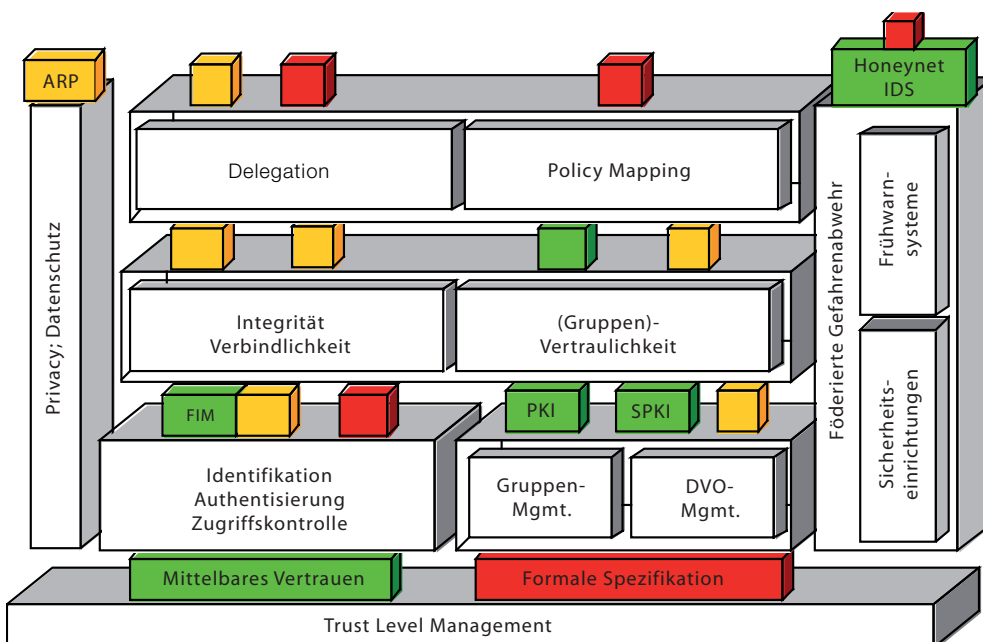 ARP
Honeynet
IDS
Privacy; Datenschutz
Delegation
Policy Mapping
Föderierte Gefahrenabwehr
Frühwarn-
systeme
Integrität
Verbindlichkeit
(Gruppen)-
Vertraulichkeit
Sicherheits-
einrichtungen
FIM
PKI
SPKI
Identifikation
Authentisierung
Zugriffskontrolle
Gruppen-
Mgmt.
DVO-
Mgmt.
Mittelbares Vertrauen
Formale Spezifikation
Trust Level Management